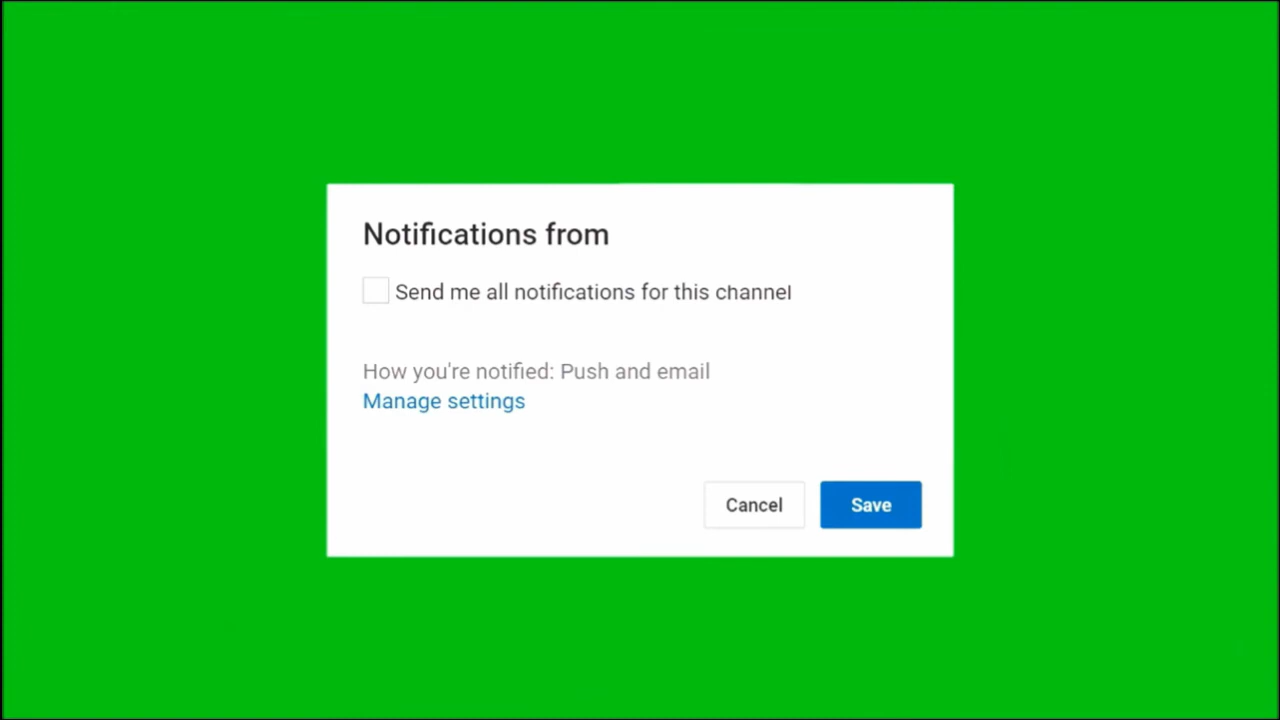 Notifications from
Send me all notifications for this channel
How you're notified: Push and email
Manage settings
Cancel
Save